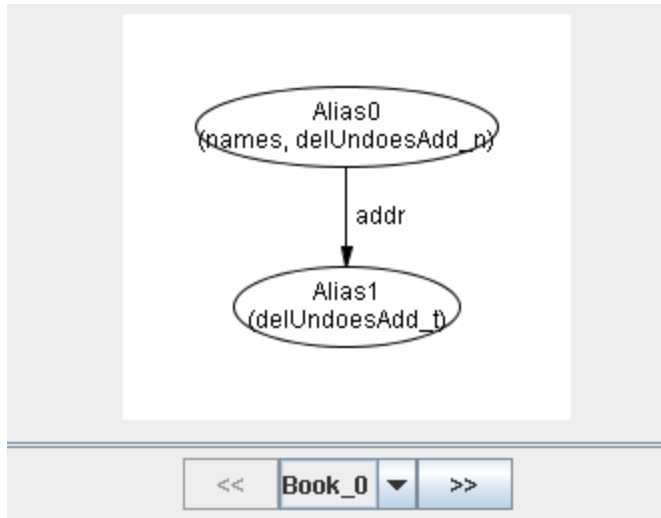 Alias0
(names, delUndoesAdd_n)
addr
Alias1
(delUndoesAdd_t)
<< Book_0 >>